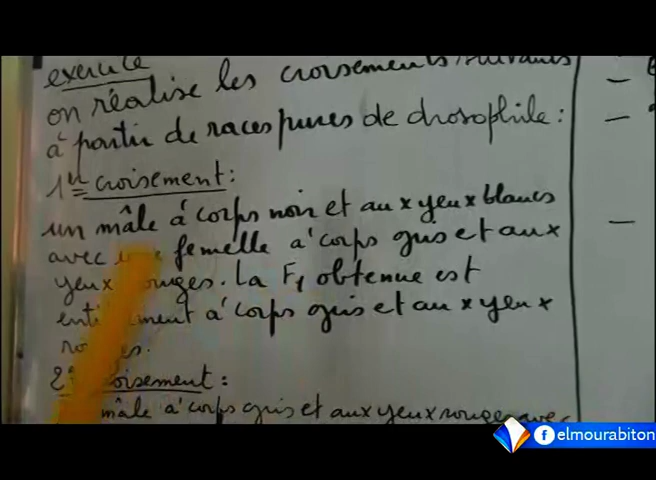 exercice
on réalise les croisements suivants
à partir de races pures de drosophile :
1er croisement :
un mâle à corps noir et aux yeux blancs
avec femelle à corps gris et aux
yeux rouges. La F1 obtenue est
entièrement à corps gris et aux yeux
rouges.
2e croisement :
mâle à corps gris et aux yeux rouges avec
elmourabiton